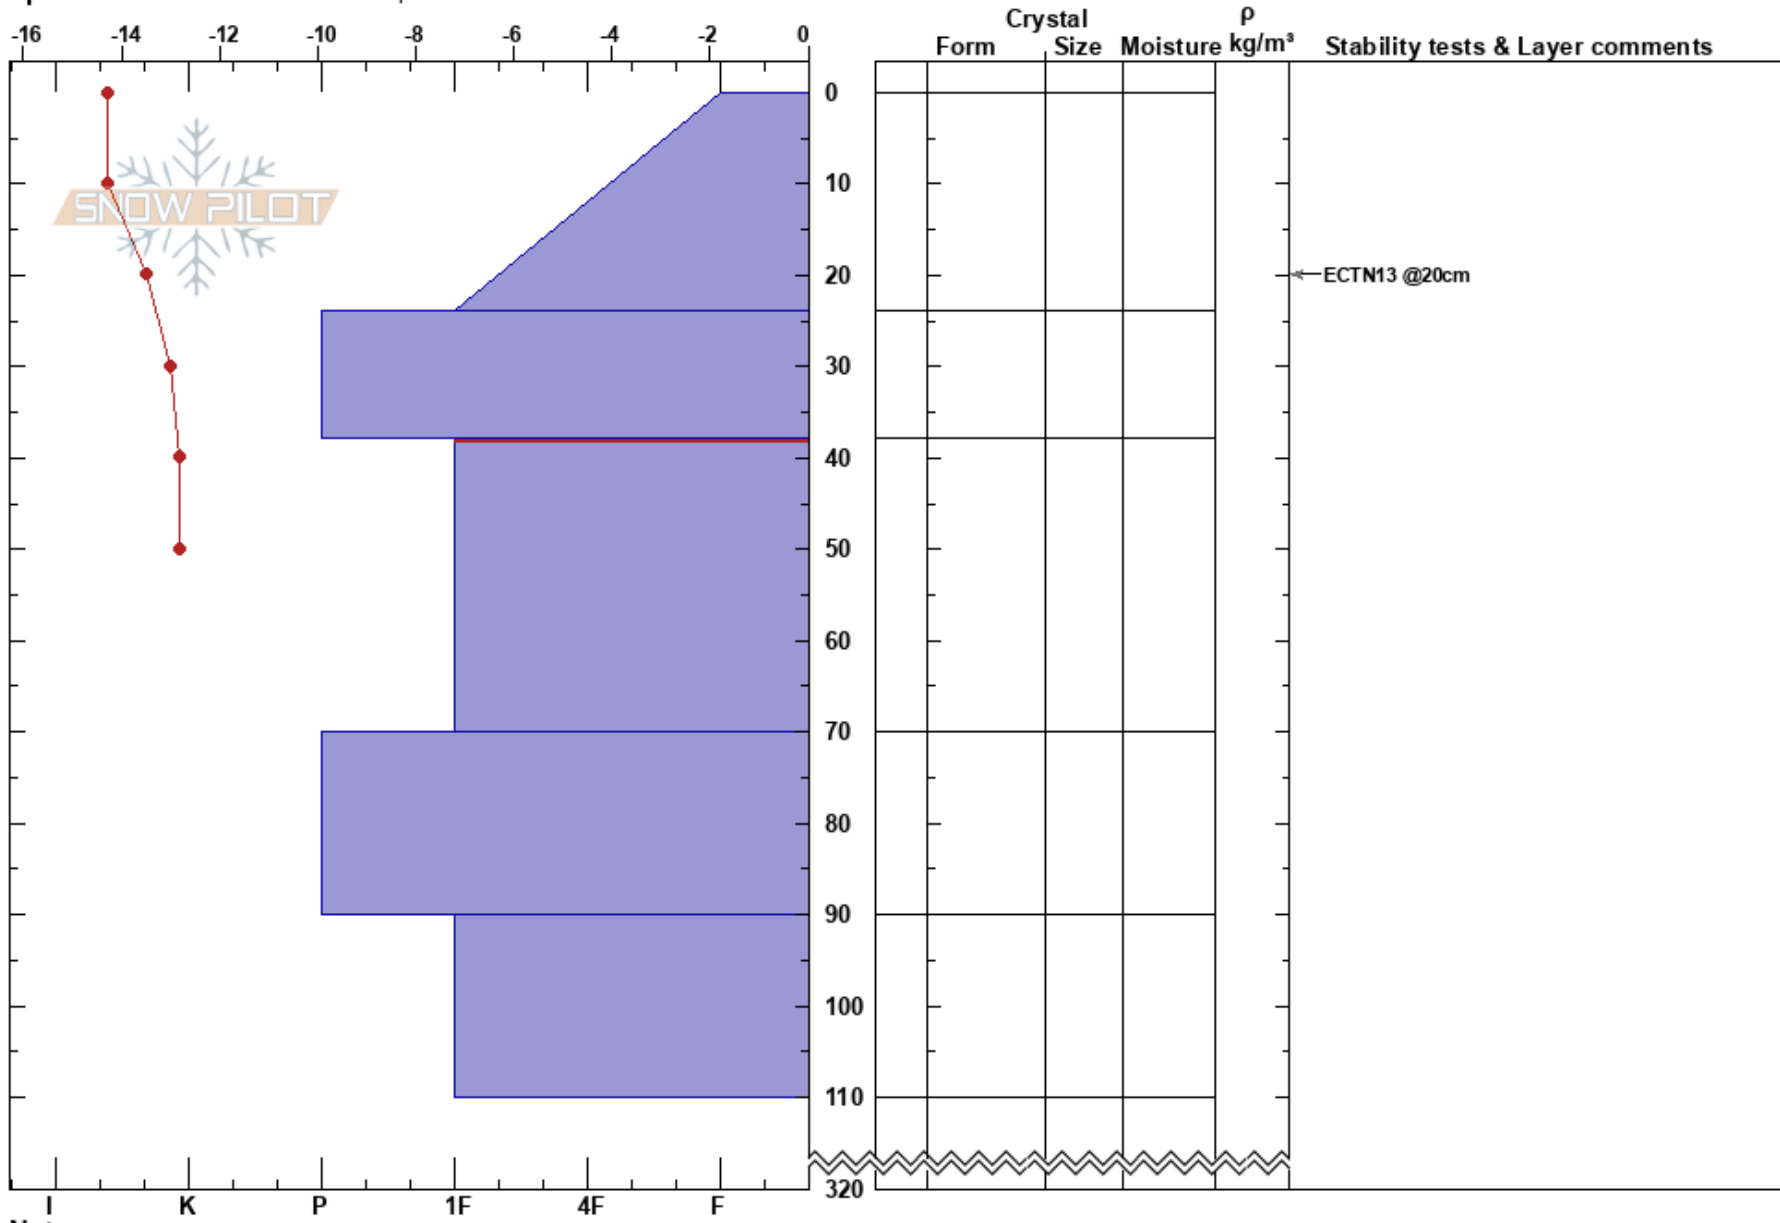 Crystal ρ
-16 -14 -12 -10 -8 -6 -4 -2 0 Form Size Moisture kg/m³ Stability tests & Layer comments
0
10
SNOW PILOT
20 ECTN13 @20cm
30
40
50
60
70
80
90
100
110
320
I K P 1F 4F F